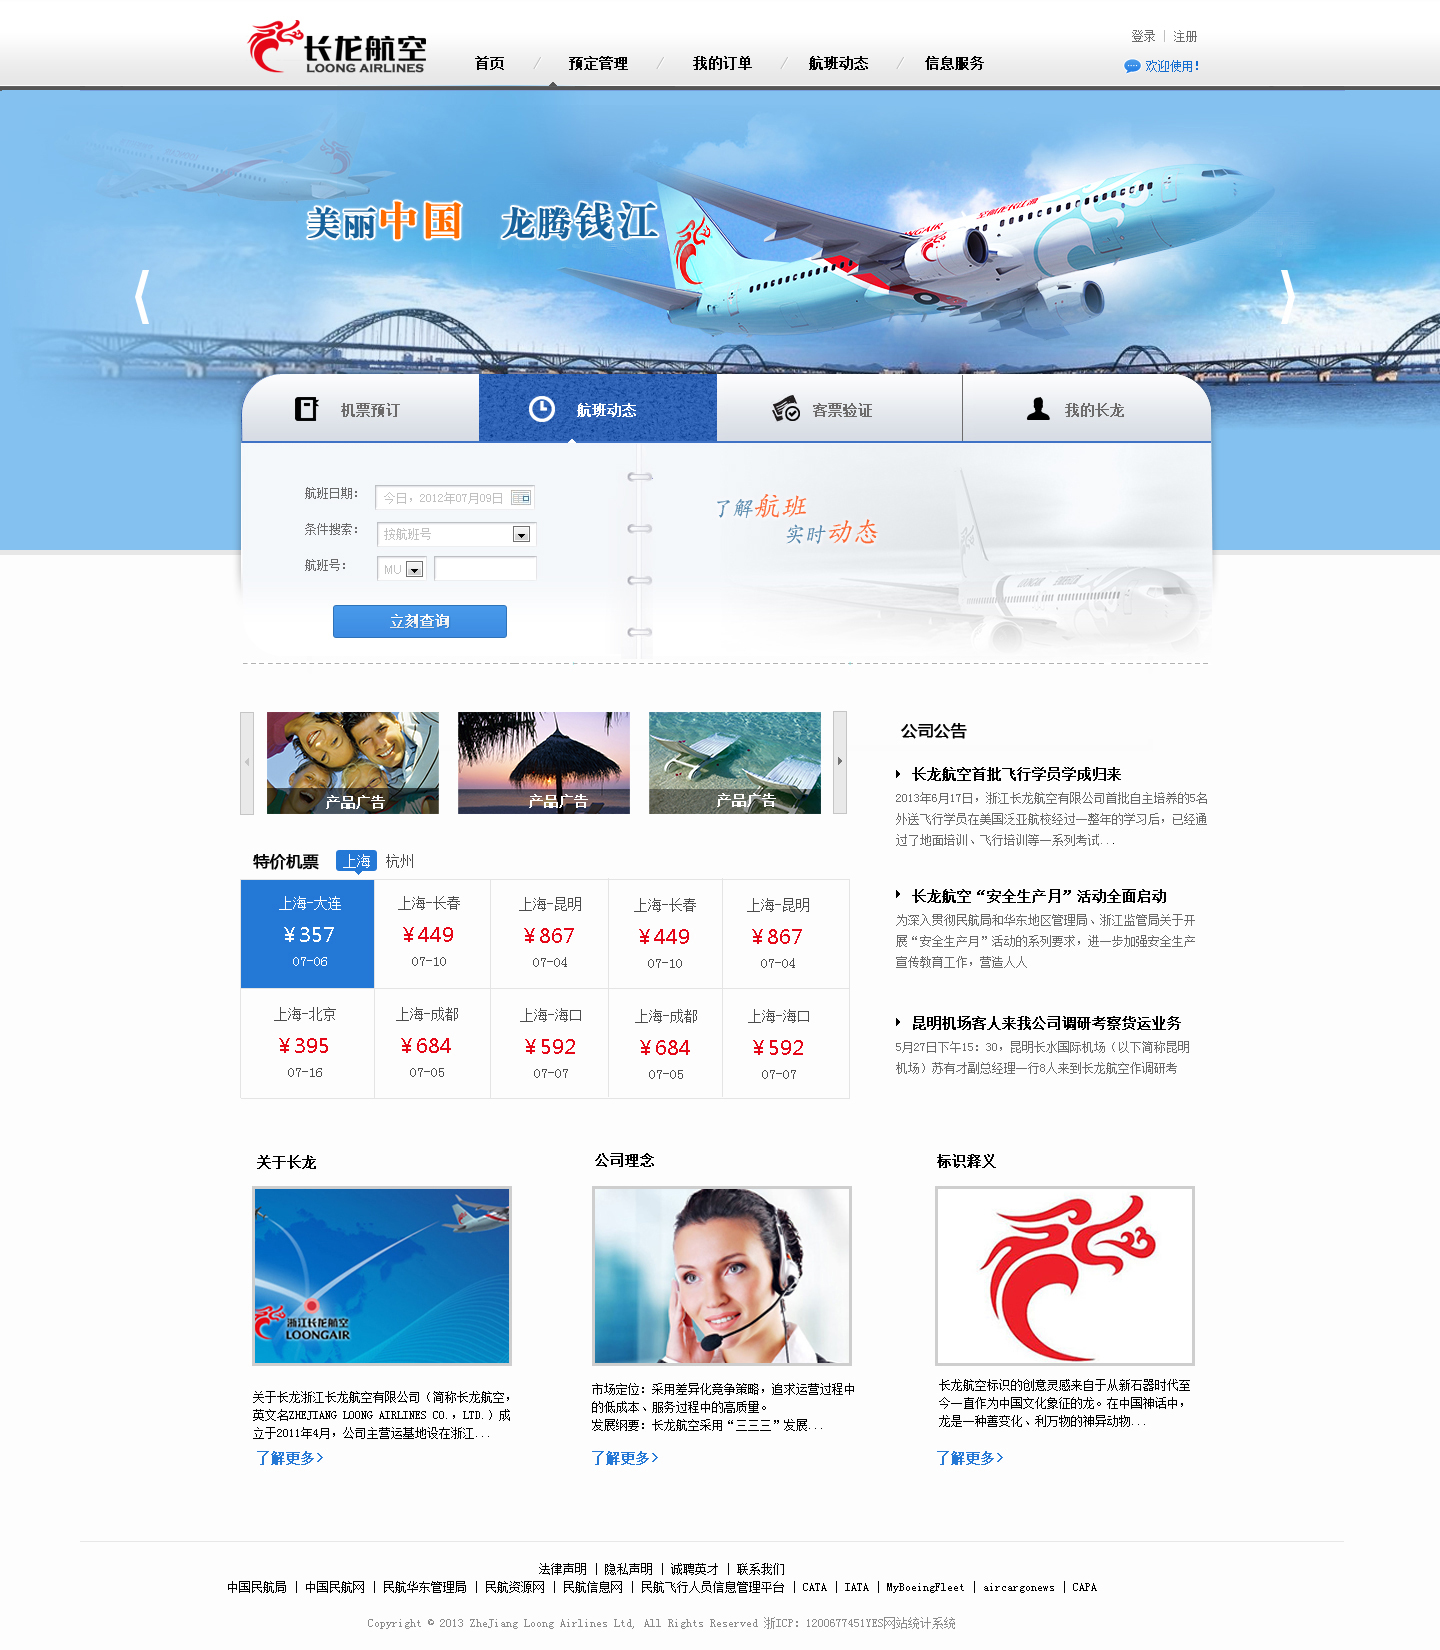 长龙航空
LOONG AIRLINES
首页 / 预定管理 / 我的订单 / 航班动态 / 信息服务
登录 | 注册
欢迎使用!
美丽中国 龙腾钱江
机票预订
航班动态
客票验证
我的长龙
航班日期:
今日，2012年07月09日
条件搜索:
按航班号
航班号:
MU
立刻查询
了解航班
实时动态
产品广告
产品广告
产品广告
特价机票 上海 杭州
上海-大连 上海-长春 上海-昆明 上海-长春 上海-昆明
¥357 ¥449 ¥867 ¥449 ¥867
07-06 07-10 07-04 07-10 07-04
上海-北京 上海-成都 上海-海口 上海-成都 上海-海口
¥395 ¥684 ¥592 ¥684 ¥592
07-16 07-05 07-07 07-05 07-07
公司公告
长龙航空首批飞行学员学成归来
2013年6月17日，浙江长龙航空有限公司首批自主培养的5名
外送飞行学员在美国泛亚航校经过一整年的学习后，已经通
过了地面培训、飞行培训等一系列考试...
长龙航空“安全生产月”活动全面启动
为深入贯彻民航局和华东地区管理局、浙江监管局关于开
展“安全生产月”活动的系列要求，进一步加强安全生产
宣传教育工作，营造人人
昆明机场客人来我公司调研考察货运业务
5月27日下午15：30，昆明长水国际机场（以下简称昆明
机场）苏有才副总经理一行8人来到长龙航空作调研考
关于长龙
浙江长龙航空
LOONGAIR
关于长龙浙江长龙航空有限公司（简称长龙航空，
英文名ZHEJIANG LOONG AIRLINES CO.，LTD.）成
立于2011年4月，公司主营运基地设在浙江...
了解更多>
公司理念
市场定位：采用差异化竞争策略，追求运营过程中
的低成本、服务过程中的高质量。
发展纲要：长龙航空采用“三三三”发展...
了解更多>
标识释义
长龙航空标识的创意灵感来自于从新石器时代至
今一直作为中国文化象征的龙。在中国神话中，
龙是一种善变化、利万物的神异动物...
了解更多>
法律声明 | 隐私声明 | 诚聘英才 | 联系我们
中国民航局 | 中国民航网 | 民航华东管理局 | 民航资源网 | 民航信息网 | 民航飞行人员信息管理平台 | CATA | IATA | MyBoeingFleet | aircargonews | CAPA
Copyright © 2013 ZheJiang Loong Airlines Ltd, All Rights Reserved 浙ICP：1200677451YES网站统计系统